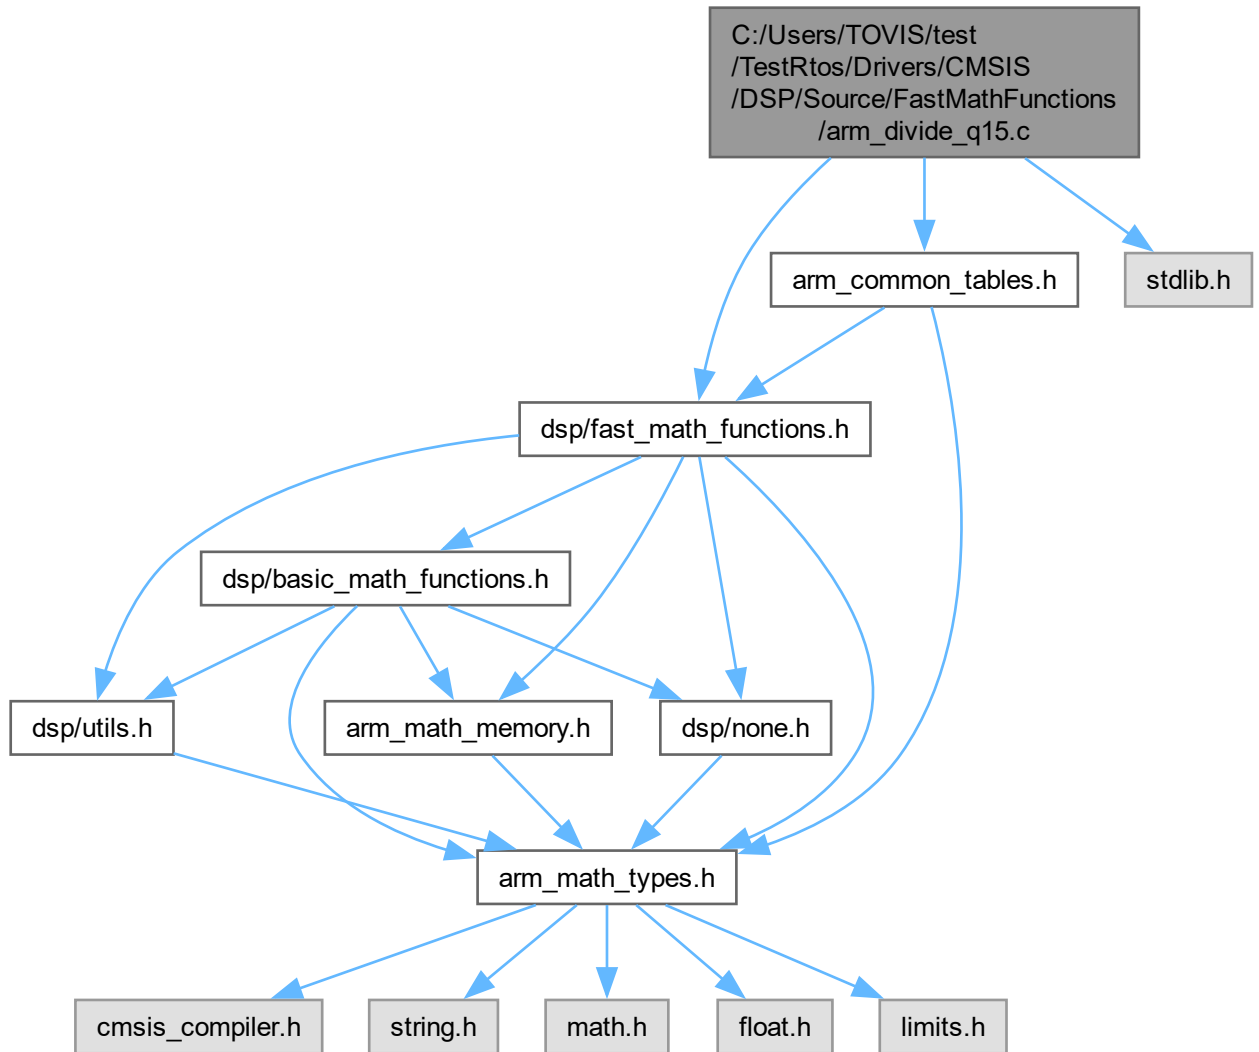 C:/Users/TOVIS/test
/TestRtos/Drivers/CMSIS
/DSP/Source/FastMathFunctions
/arm_divide_q15.c
arm_common_tables.h
stdlib.h
dsp/fast_math_functions.h
dsp/basic_math_functions.h
dsp/utils.h
arm_math_memory.h
dsp/none.h
arm_math_types.h
cmsis_compiler.h
string.h
math.h
float.h
limits.h